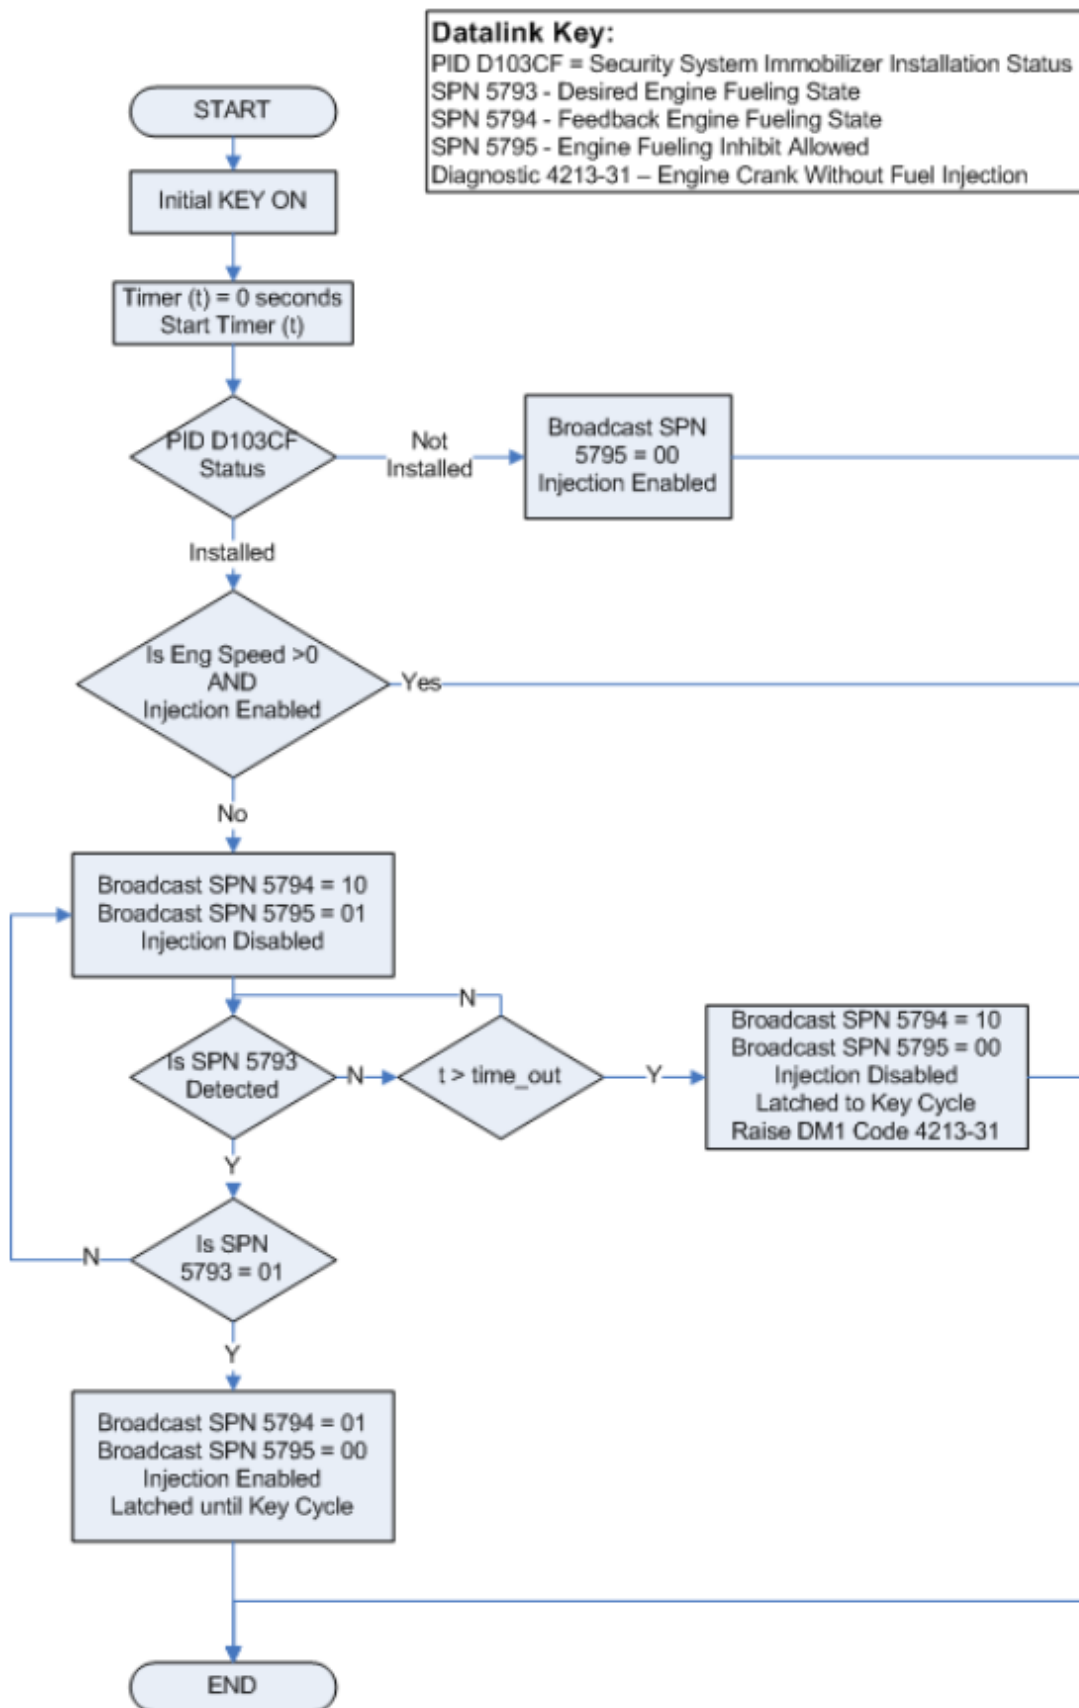 Datalink Key:
PID D103CF = Security System Immobilizer Installation Status
SPN 5793 - Desired Engine Fueling State
SPN 5794 - Feedback Engine Fueling State
SPN 5795 - Engine Fueling Inhibit Allowed
Diagnostic 4213-31 – Engine Crank Without Fuel Injection
START
Initial KEY ON
Timer (t) = 0 seconds
Start Timer (t)
PID D103CF
Status
Not
Installed
Broadcast SPN
5795 = 00
Injection Enabled
Installed
Is Eng Speed >0
AND
Injection Enabled
Yes
No
Broadcast SPN 5794 = 10
Broadcast SPN 5795 = 01
Injection Disabled
N
Is SPN 5793
Detected
N
t > time_out
Y
Broadcast SPN 5794 = 10
Broadcast SPN 5795 = 00
Injection Disabled
Latched to Key Cycle
Raise DM1 Code 4213-31
Y
Is SPN
5793 = 01
N
Y
Broadcast SPN 5794 = 01
Broadcast SPN 5795 = 00
Injection Enabled
Latched until Key Cycle
END